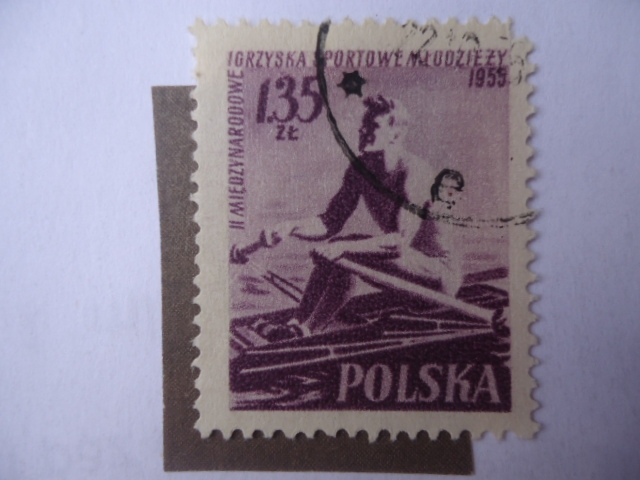 II MIĘDZYNARODOWE
IGRZYSKA SPORTOWE MŁODZIEŻY
1955
1.35
ZŁ
POLSKA